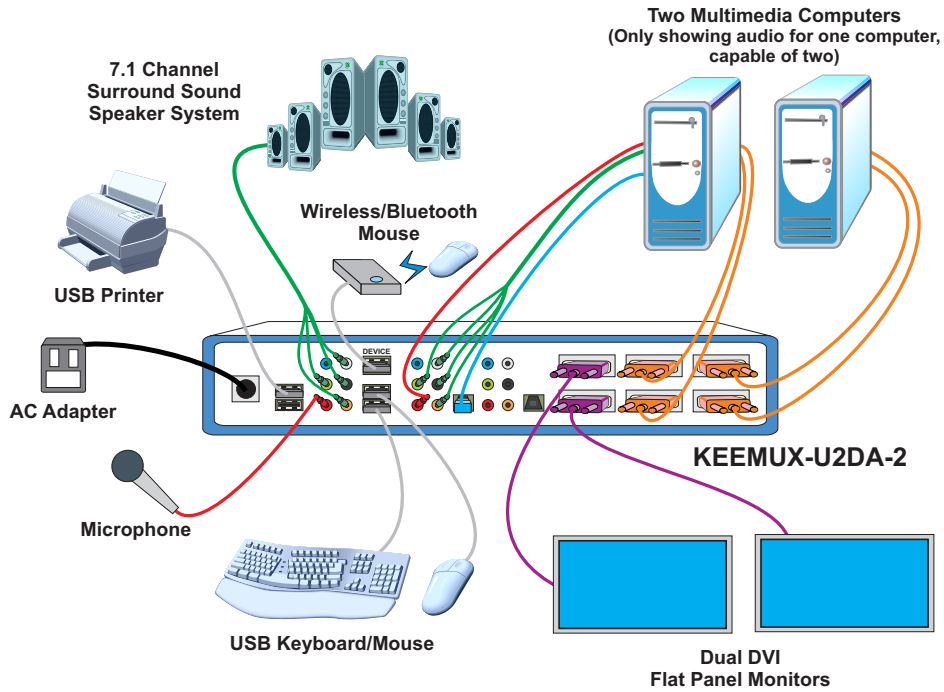 Two Multimedia Computers
(Only showing audio for one computer,
capable of two)
7.1 Channel
Surround Sound
Speaker System
Wireless/Bluetooth
Mouse
USB Printer
DEVICE
AC Adapter
KEEMUX-U2DA-2
Microphone
USB Keyboard/Mouse
Dual DVI
Flat Panel Monitors